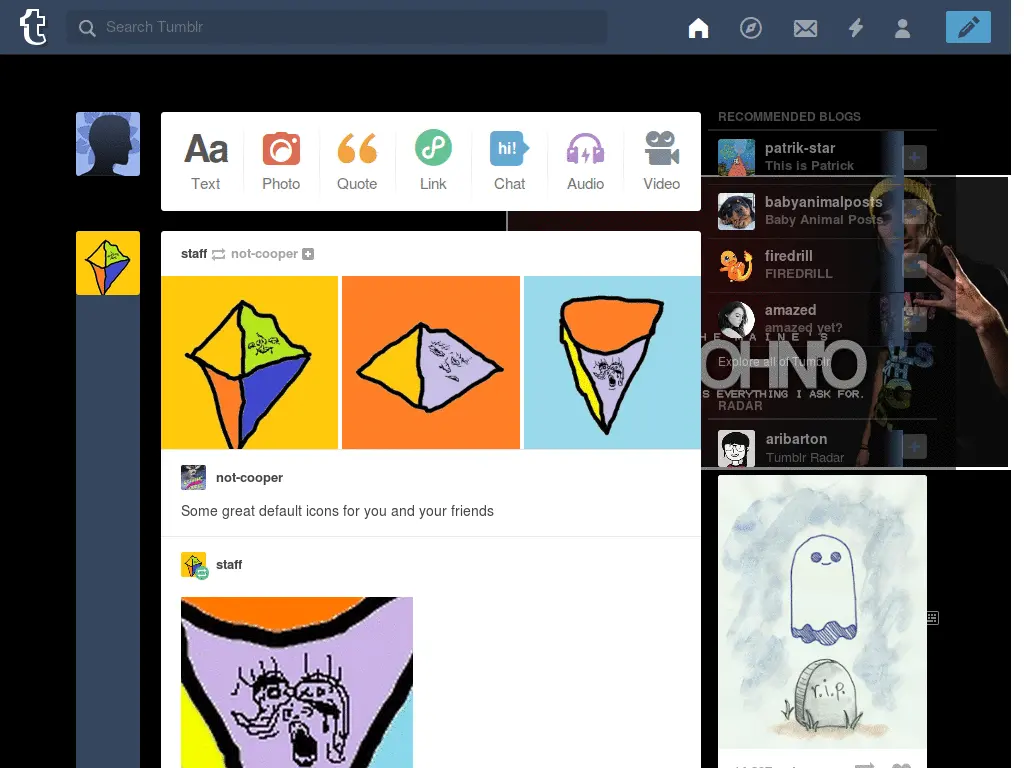 t
Search Tumblr
Aa
hi!
Text
Photo
Quote
Link
Chat
Audio
Video
RECOMMENDED BLOGS
patrik-star
This is Patrick
babyanimalposts
Baby Animal Posts
firedrill
FIREDRILL
amazed
amazed yet?
HE MAINE'S
Explore all of Tumblr
S EVERYTHING I ASK FOR.
RADAR
aribarton
Tumblr Radar
staff not-cooper
not-cooper
Some great default icons for you and your friends
staff
r.i.p.